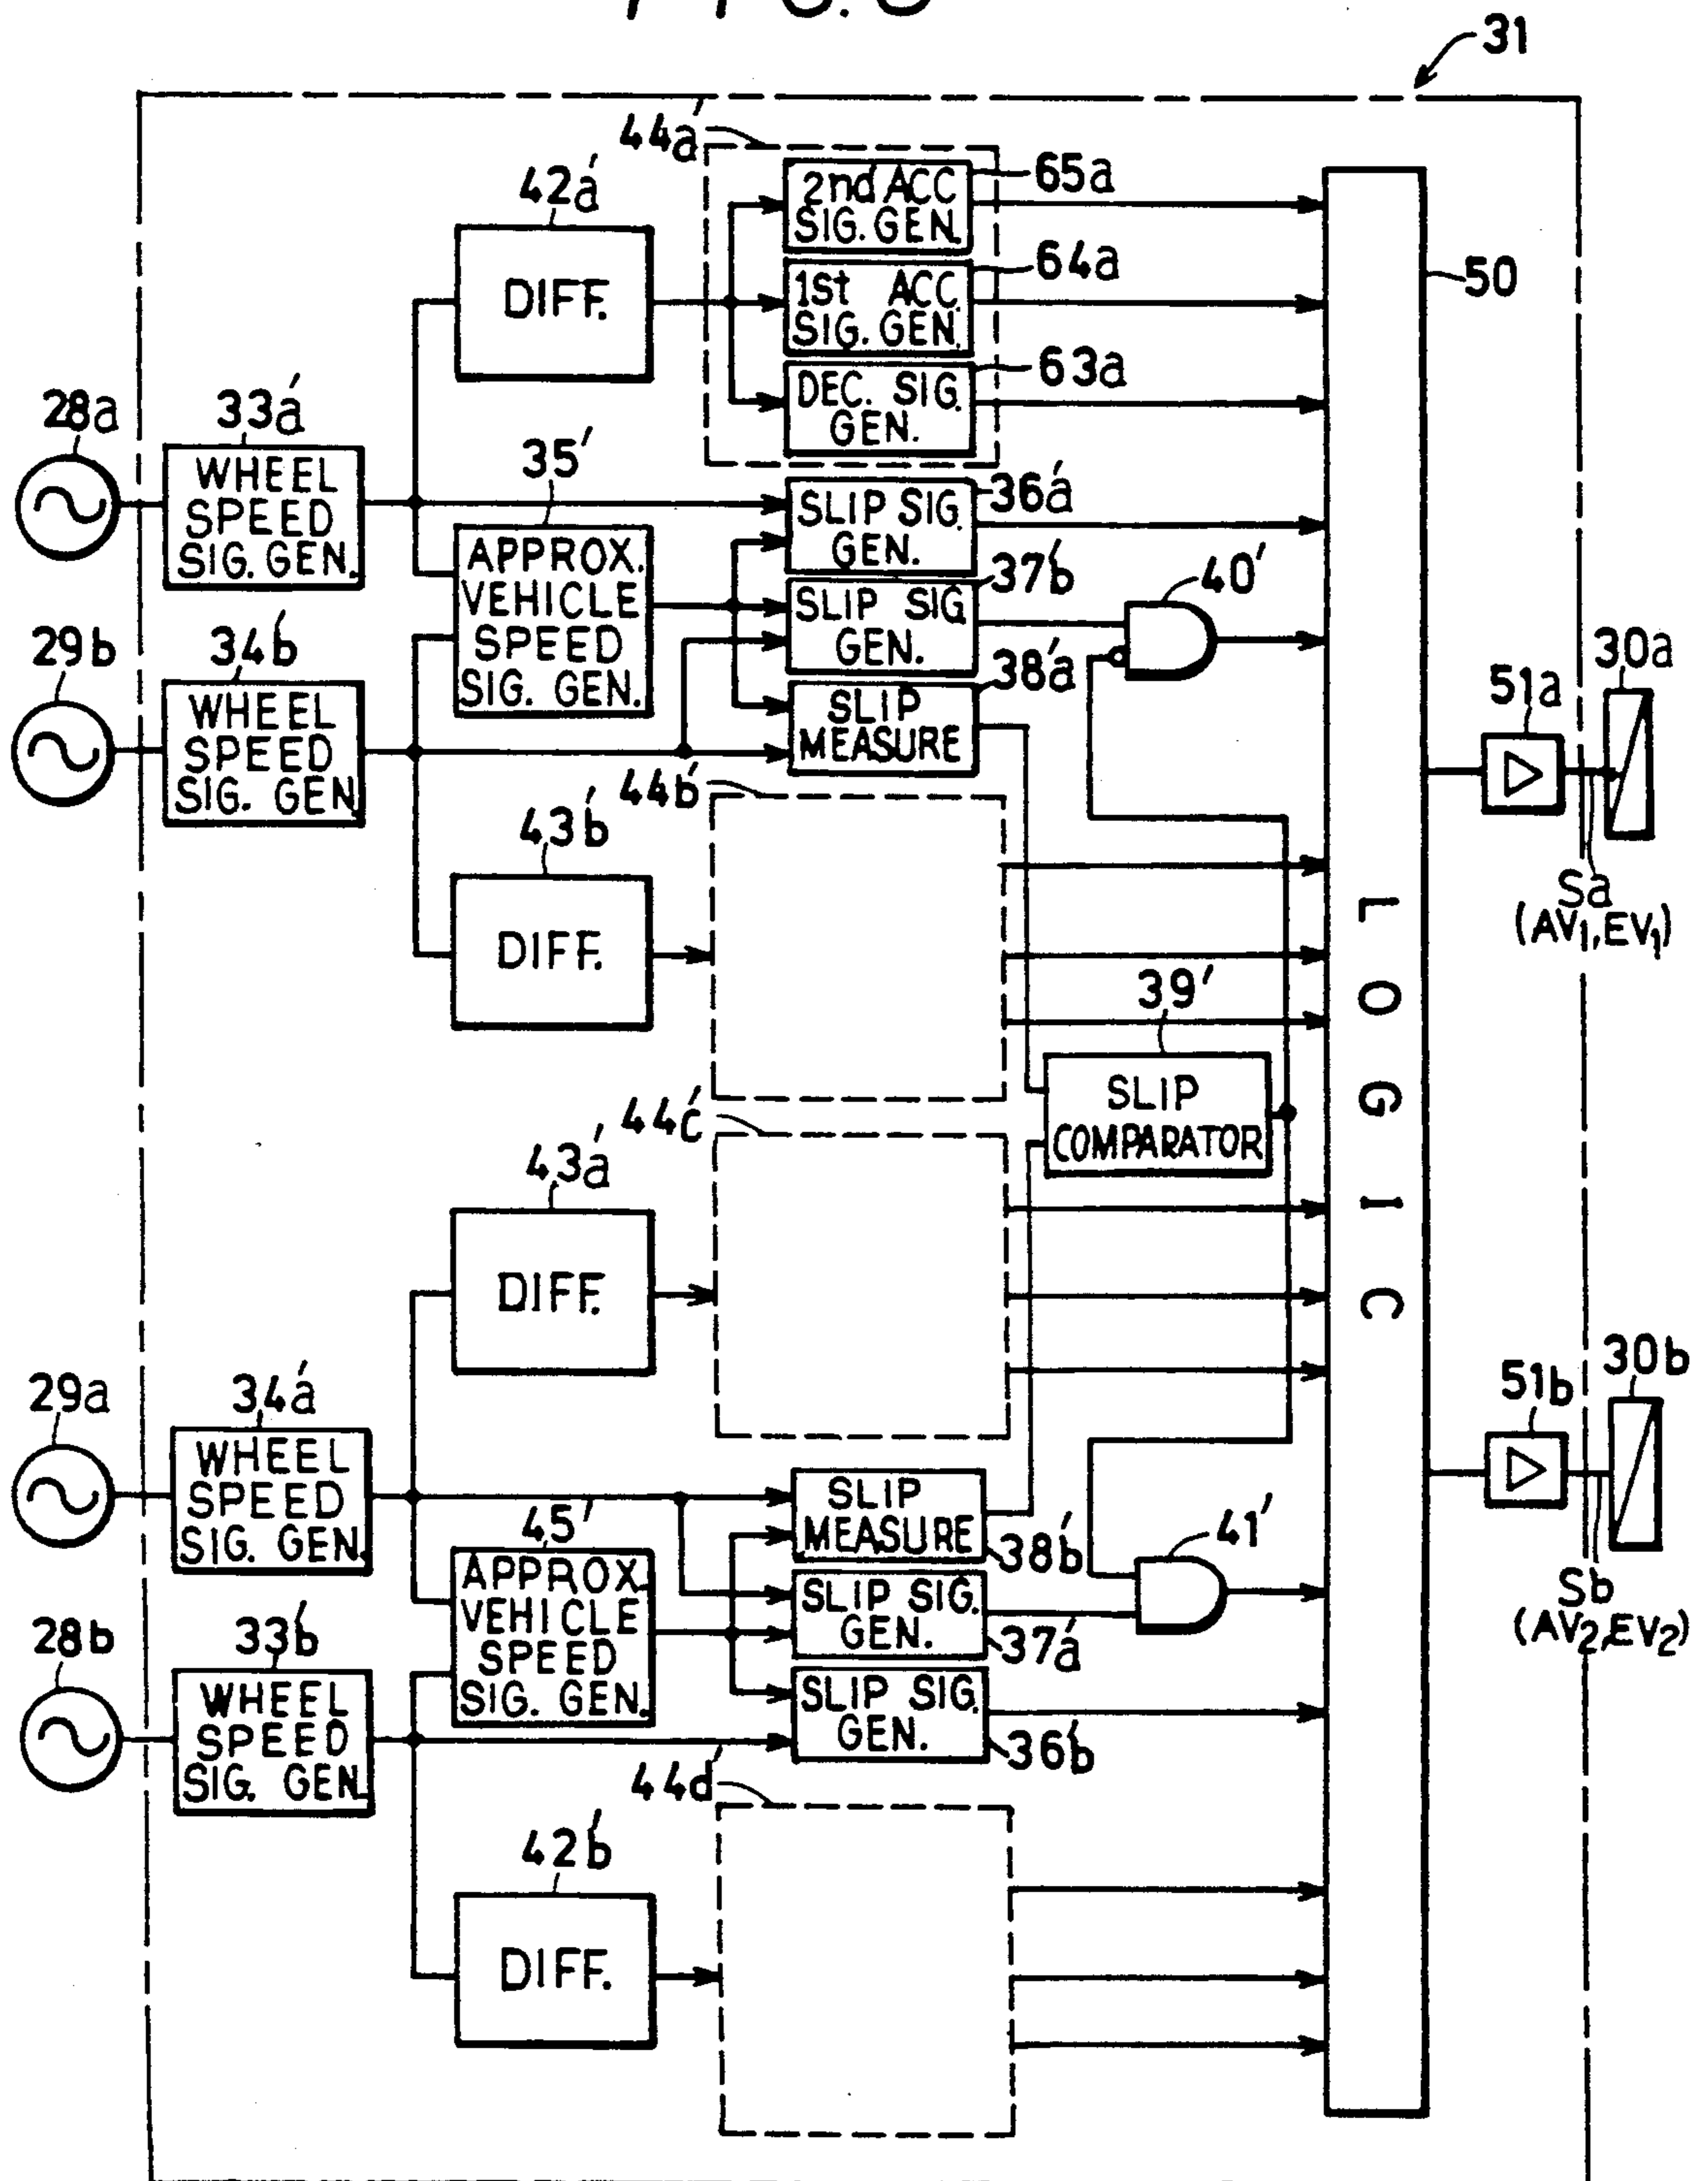 31
44a'
65a
2nd ACC
SIG. GEN.
42a'
64a
1st ACC.
SIG. GEN.
50
DIFF.
63a
DEC. SIG.
GEN.
28a
33a'
35'
WHEEL
SPEED
SIG. GEN.
36a'
SLIP SIG.
GEN.
APPROX.
VEHICLE
SPEED
SIG. GEN.
37b'
40'
SLIP SIG.
GEN.
29b
34b'
38a'
30a
51a
WHEEL
SPEED
SIG. GEN.
SLIP
MEASURE
44b'
43b'
Sa
(AV1,EV1)
DIFF.
LOGIC
39'
SLIP
COMPARATOR
44c'
43a'
DIFF.
30b
51b
29a
34a'
WHEEL
SPEED
SIG. GEN.
SLIP
MEASURE
45'
38b'
41'
APPROX.
VEHICLE
SPEED
SIG. GEN.
SLIP SIG.
GEN.
37a'
Sb
(AV2,EV2)
28b
33b'
WHEEL
SPEED
SIG. GEN.
SLIP SIG.
GEN.
36b'
44d'
42b'
DIFF.